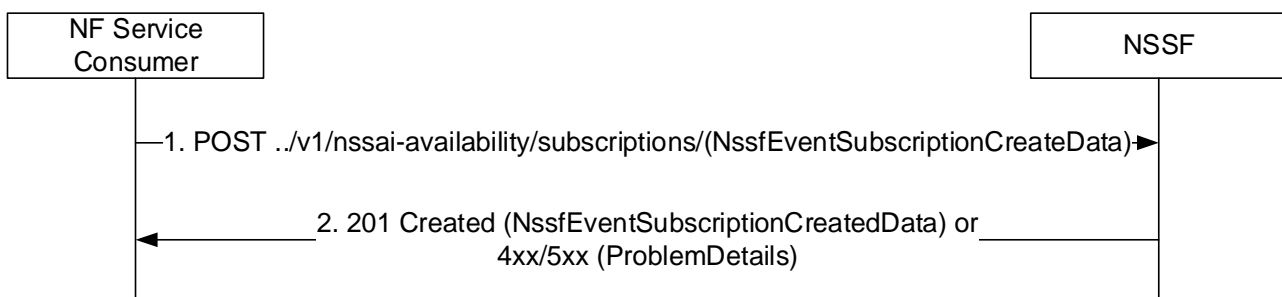 NF Service
Consumer
NSSF
1. POST ../v1/nssai-availability/subscriptions/(NssfEventSubscriptionCreateData)
2. 201 Created (NssfEventSubscriptionCreatedData) or
4xx/5xx (ProblemDetails)